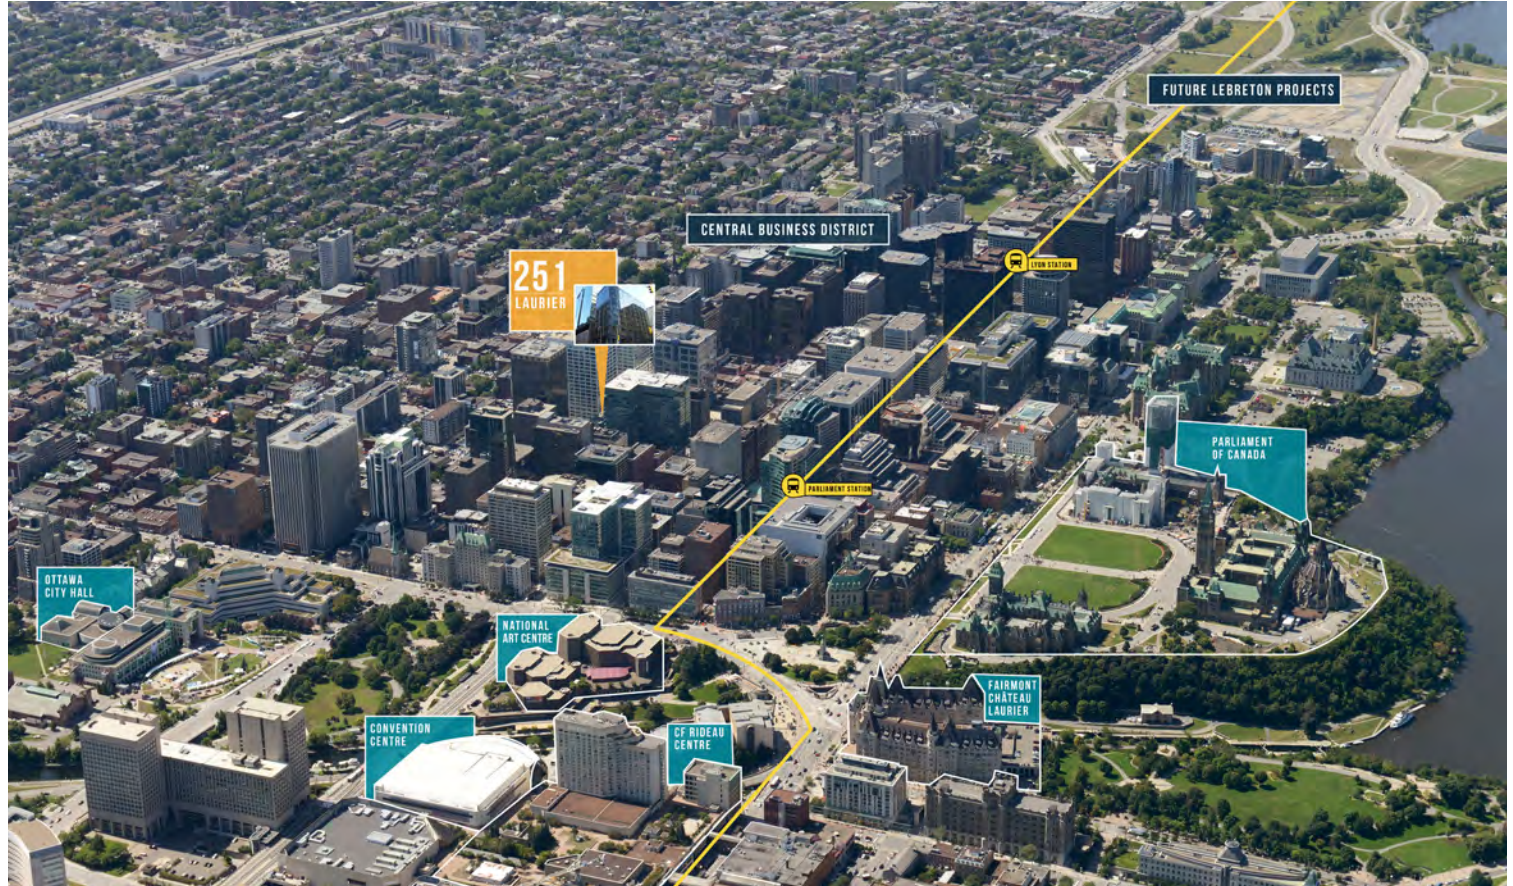 FUTURE LEBRETON PROJECTS
CENTRAL BUSINESS DISTRICT
251
LAURIER
LYON STATION
PARLIAMENT
OF CANADA
PARLIAMENT STATION
OTTAWA
CITY HALL
NATIONAL
ART CENTRE
FAIRMONT
CHÂTEAU
LAURIER
CONVENTION
CENTRE
CF RIDEAU
CENTRE